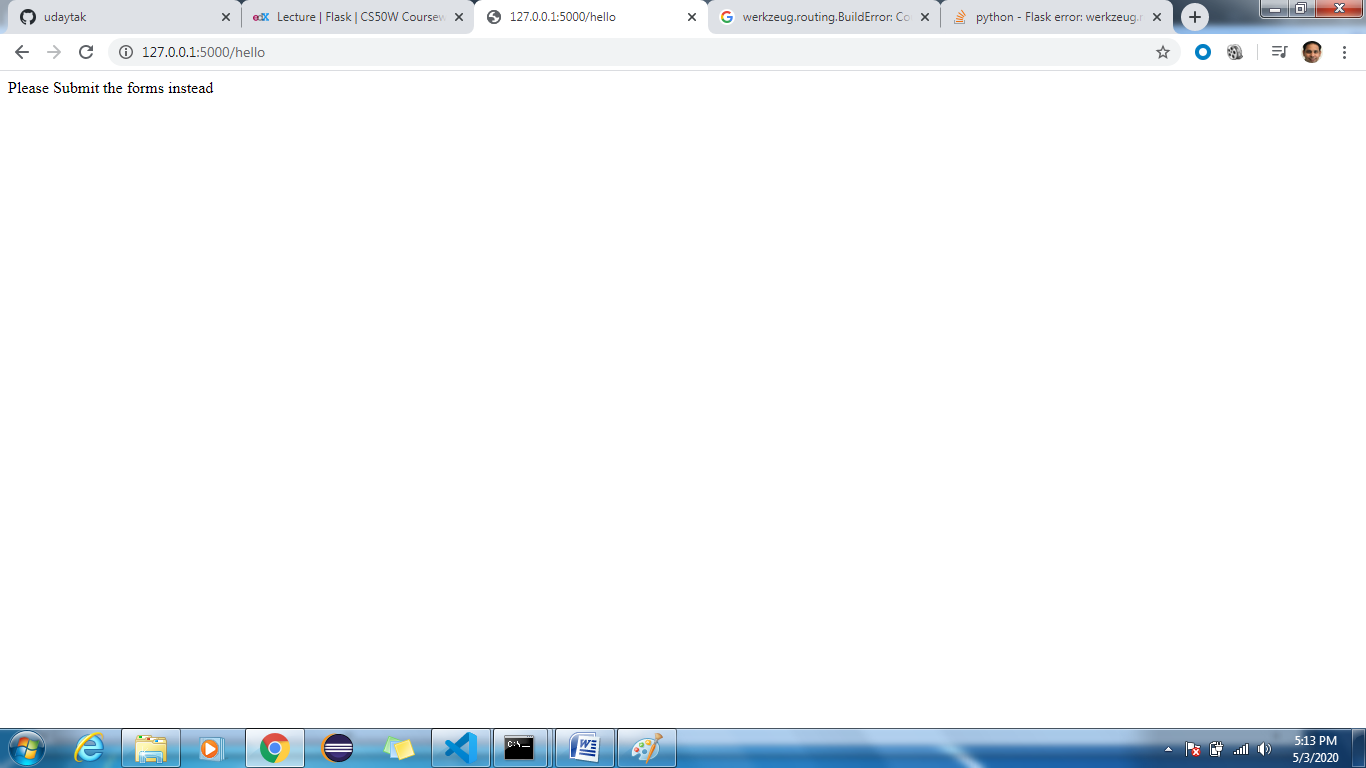 udaytak
edX Lecture | Flask | CS50W Coursew
127.0.0.1:5000/hello
werkzeug.routing.BuildError: Co
python - Flask error: werkzeug.r
127.0.0.1:5000/hello
Please Submit the forms instead
C:\_
5:13 PM
5/3/2020